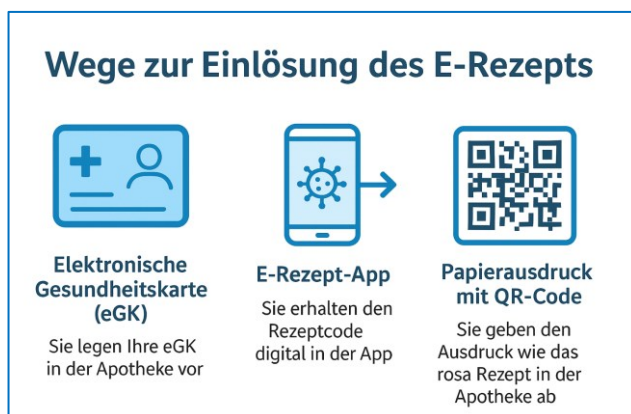 Wege zur Einlösung des E-Rezepts
Elektronische
Gesundheitskarte
(eGK)
Sie legen Ihre eGK
in der Apotheke vor
E-Rezept-App
Sie erhalten den
Rezeptcode
digital in der App
Papierausdruck
mit QR-Code
Sie geben den
Ausdruck wie das
rosa Rezept in der
Apotheke ab